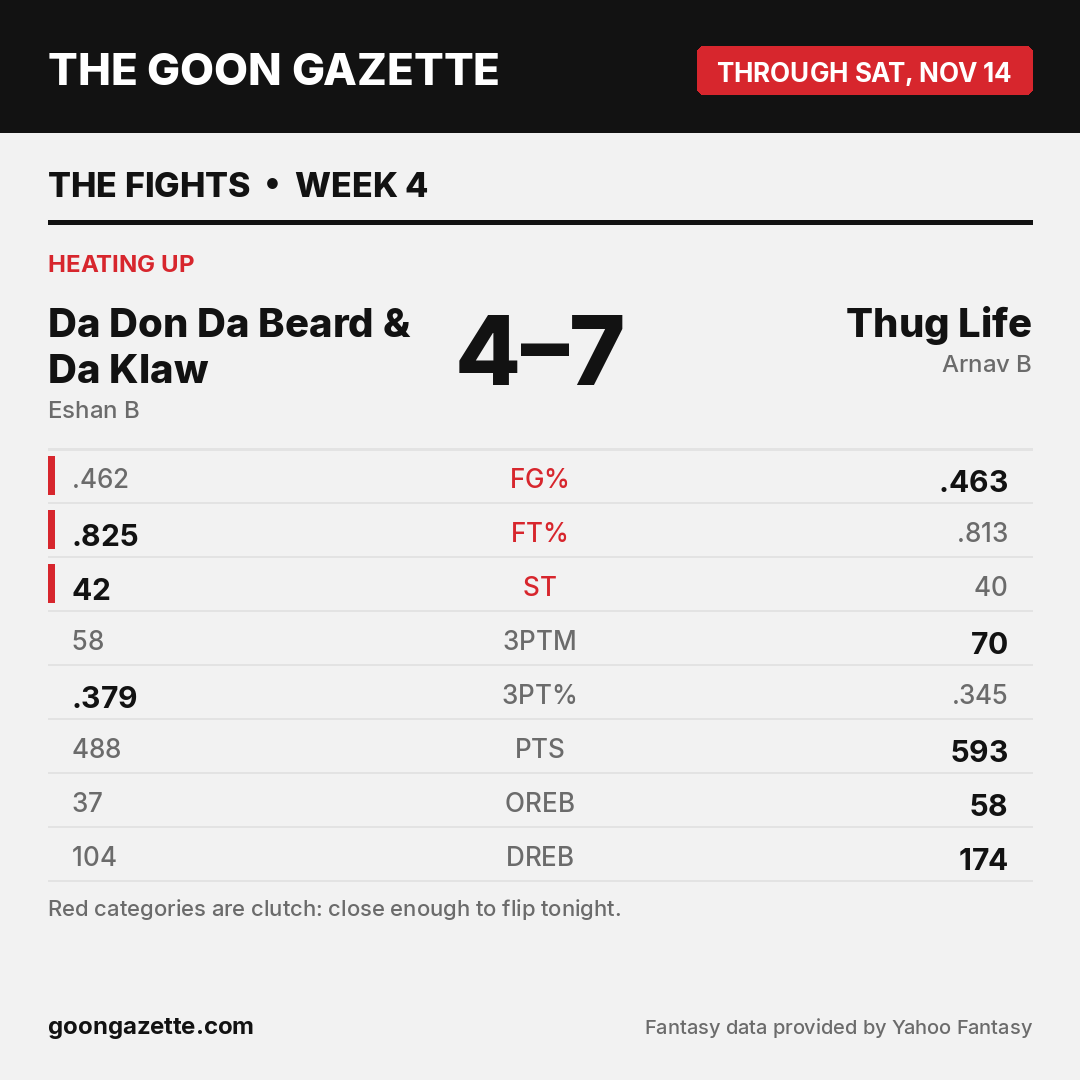 THE GOON GAZETTE
THROUGH SAT, NOV 14
THE FIGHTS • WEEK 4
HEATING UP
Da Don Da Beard &
Da Klaw
Eshan B
4–7
Thug Life
Arnav B
.462 FG% .463
.825 FT% .813
42 ST 40
58 3PTM 70
.379 3PT% .345
488 PTS 593
37 OREB 58
104 DREB 174
Red categories are clutch: close enough to flip tonight.
goongazette.com
Fantasy data provided by Yahoo Fantasy